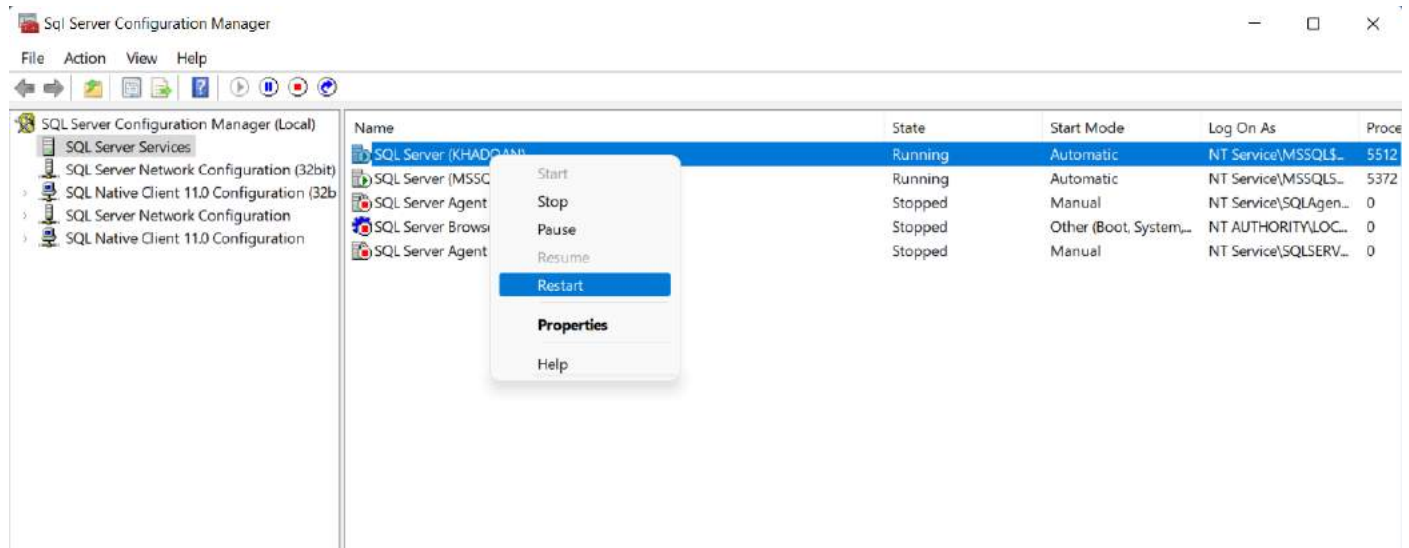 Sql Server Configuration Manager
File Action View Help
SQL Server Configuration Manager (Local)
SQL Server Services
SQL Server Network Configuration (32bit)
SQL Native Client 11.0 Configuration (32b
SQL Server Network Configuration
SQL Native Client 11.0 Configuration
Name State Start Mode Log On As Proce
SQL Server (KHADOAN) Running Automatic NT Service\MSSQL$... 5512
SQL Server (MSSQ Running Automatic NT Service\MSSQLS... 5372
SQL Server Agent Stopped Manual NT Service\SQLAgen... 0
SQL Server Browse Stopped Other (Boot, System,... NT AUTHORITY\LOC... 0
SQL Server Agent Stopped Manual NT Service\SQLSERV... 0
Start
Stop
Pause
Resume
Restart
Properties
Help